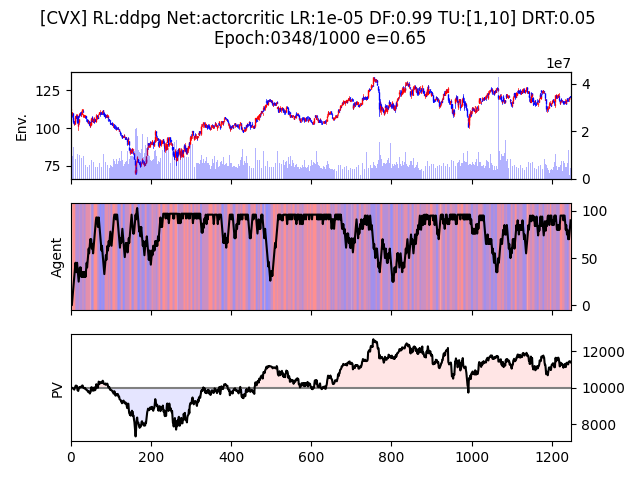 [CVX] RL:ddpg Net:actorcritic LR:1e-05 DF:0.99 TU:[1,10] DRT:0.05
Epoch:0348/1000 e=0.65
1e7
125
100
75
Env.
4
2
0
Agent
100
50
0
PV
12000
10000
8000
0 200 400 600 800 1000 1200